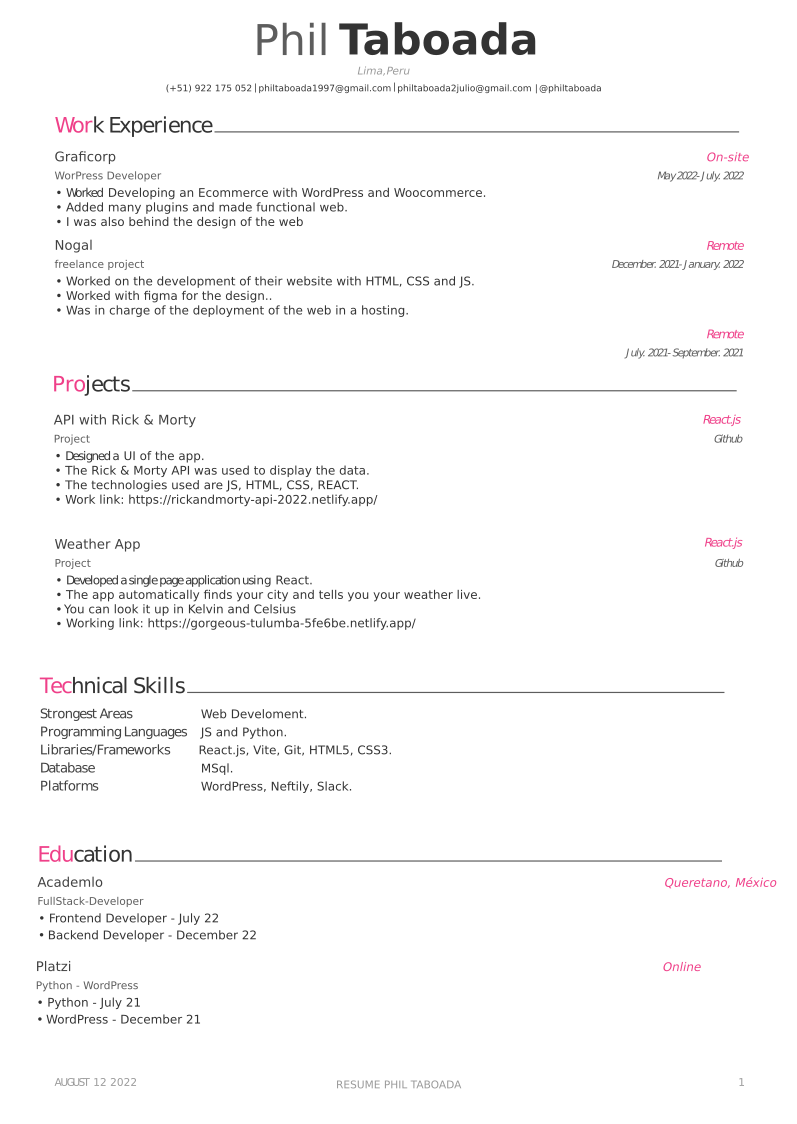 Phil Taboada
Lima,Peru
(+51) 922 175 052 | philtaboada1997@gmail.com | philtaboada2julio@gmail.com | @philtaboada
Work Experience
Graficorp On-site
WorPress Developer May 2022- July. 2022
• Worked Developing an Ecommerce with WordPress and Woocommerce.
• Added many plugins and made functional web.
• I was also behind the design of the web
Nogal Remote
freelance project December. 2021- January. 2022
• Worked on the development of their website with HTML, CSS and JS.
• Worked with figma for the design..
• Was in charge of the deployment of the web in a hosting.
Remote
July. 2021- September. 2021
Projects
API with Rick & Morty React.js
Project Github
• Designed a UI of the app.
• The Rick & Morty API was used to display the data.
• The technologies used are JS, HTML, CSS, REACT.
• Work link: https://rickandmorty-api-2022.netlify.app/
Weather App React.js
Project Github
• Developed a single page application using React.
• The app automatically finds your city and tells you your weather live.
• You can look it up in Kelvin and Celsius
• Working link: https://gorgeous-tulumba-5fe6be.netlify.app/
Technical Skills
Strongest Areas Web Develoment.
Programming Languages JS and Python.
Libraries/Frameworks React.js, Vite, Git, HTML5, CSS3.
Database MSql.
Platforms WordPress, Neftily, Slack.
Education
Academlo Queretano, México
FullStack-Developer
• Frontend Developer - July 22
• Backend Developer - December 22
Platzi Online
Python - WordPress
• Python - July 21
• WordPress - December 21
AUGUST 12 2022 RESUME PHIL TABOADA 1